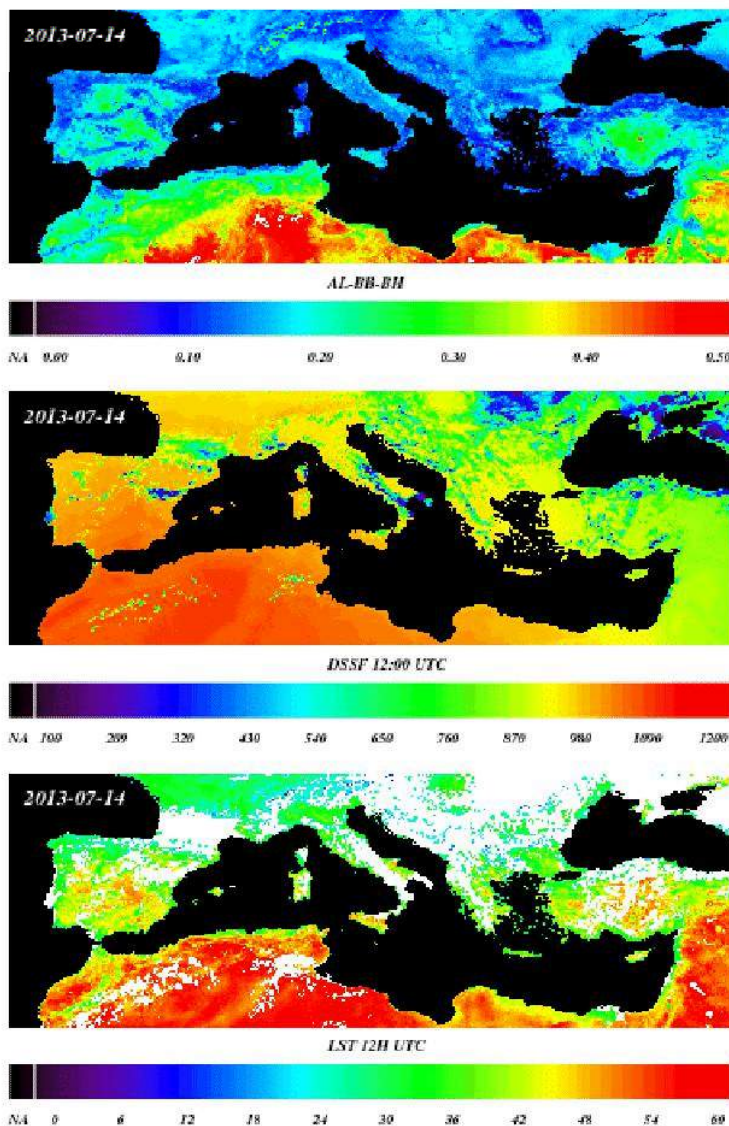 2013-07-14
AL-BB-BH
NA 0.00 0.10 0.20 0.30 0.40 0.50
2013-07-14
DSSF 12:00 UTC
NA 100 200 320 430 540 650 760 870 980 1090 1200
2013-07-14
LST 12H UTC
NA 0 6 12 18 24 30 36 42 48 54 60